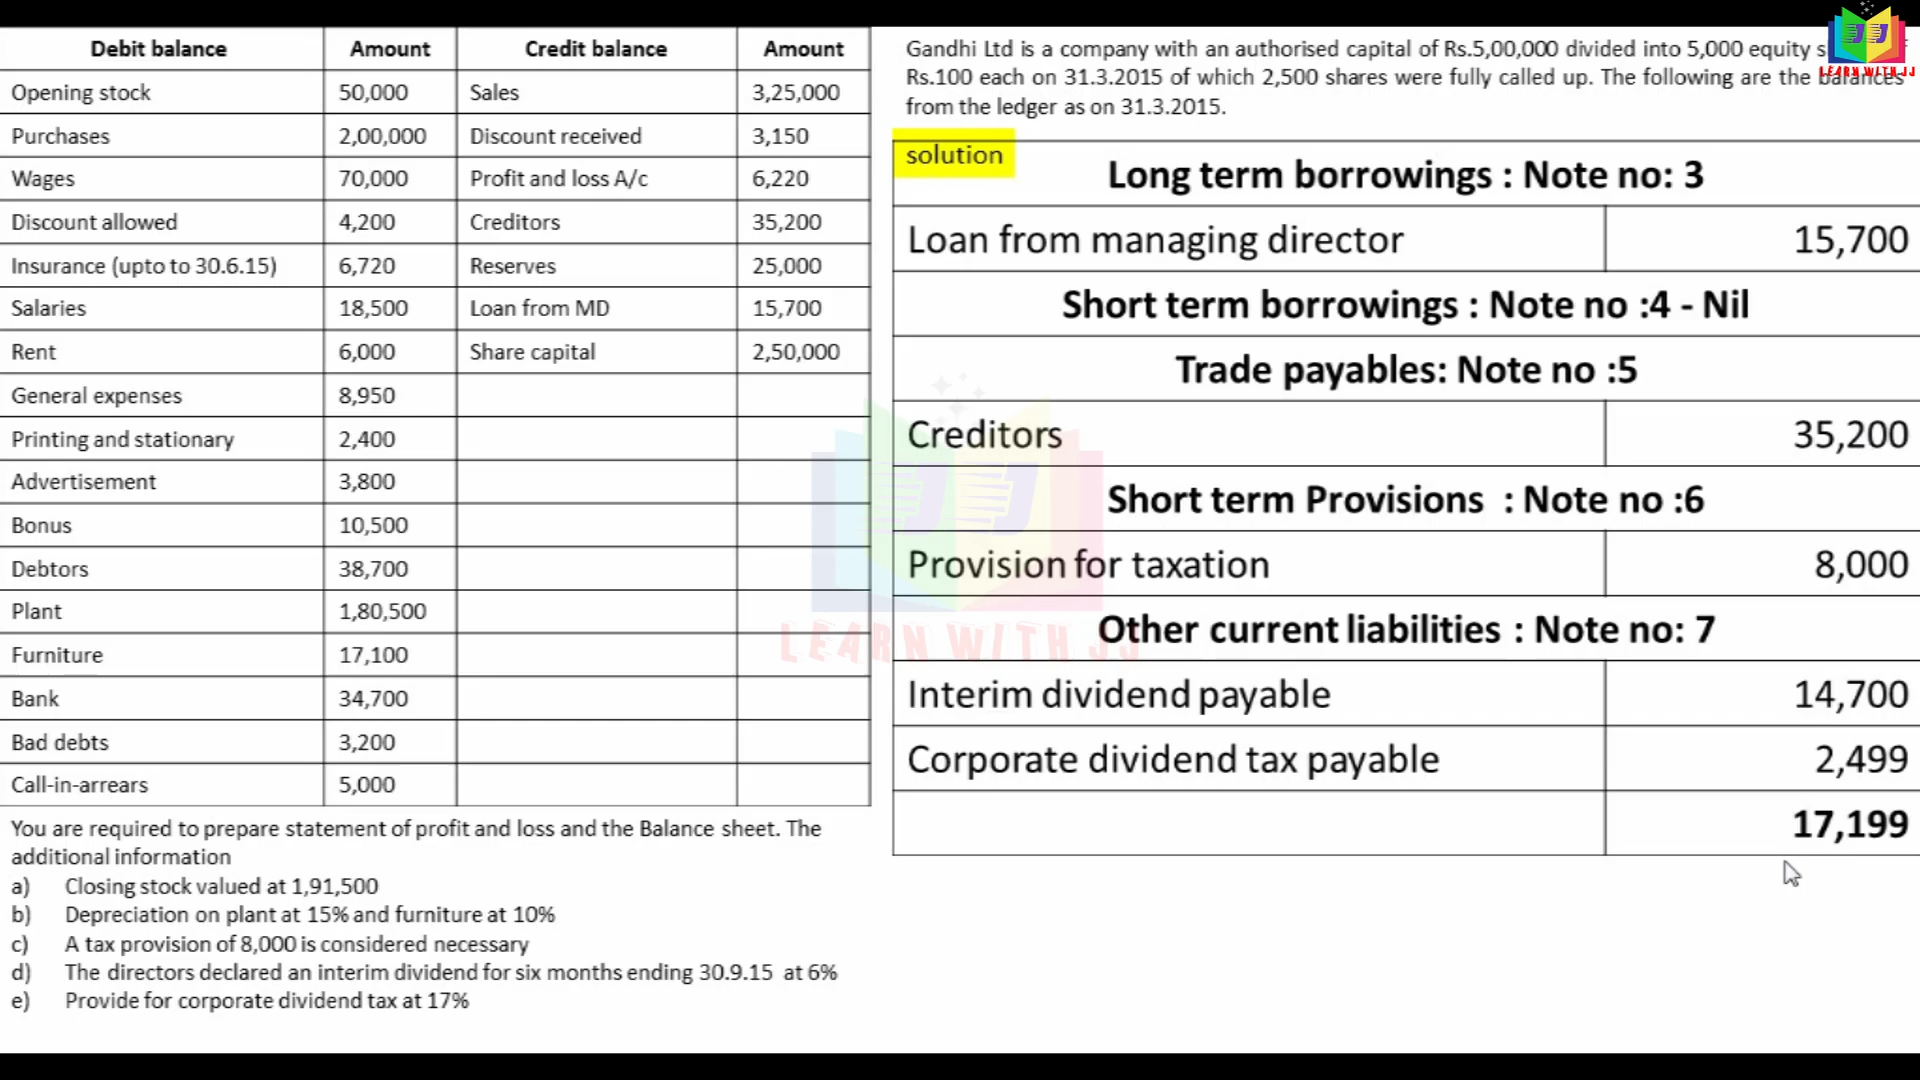 Debit balance Amount Credit balance Amount
Opening stock 50,000 Sales 3,25,000
Purchases 2,00,000 Discount received 3,150
Wages 70,000 Profit and loss A/c 6,220
Discount allowed 4,200 Creditors 35,200
Insurance (upto to 30.6.15) 6,720 Reserves 25,000
Salaries 18,500 Loan from MD 15,700
Rent 6,000 Share capital 2,50,000
General expenses 8,950
Printing and stationary 2,400
Advertisement 3,800
Bonus 10,500
Debtors 38,700
Plant 1,80,500
Furniture 17,100
Bank 34,700
Bad debts 3,200
Call-in-arrears 5,000
You are required to prepare statement of profit and loss and the Balance sheet. The
additional information
a) Closing stock valued at 1,91,500
b) Depreciation on plant at 15% and furniture at 10%
c) A tax provision of 8,000 is considered necessary
d) The directors declared an interim dividend for six months ending 30.9.15 at 6%
e) Provide for corporate dividend tax at 17%
Gandhi Ltd is a company with an authorised capital of Rs.5,00,000 divided into 5,000 equity
Rs.100 each on 31.3.2015 of which 2,500 shares were fully called up. The following are the balances
from the ledger as on 31.3.2015.
solution
Long term borrowings : Note no: 3
Loan from managing director 15,700
Short term borrowings : Note no :4 - Nil
Trade payables: Note no :5
Creditors 35,200
Short term Provisions : Note no :6
Provision for taxation 8,000
Other current liabilities : Note no: 7
Interim dividend payable 14,700
Corporate dividend tax payable 2,499
17,199
JJ
LEARN WITH JJ
JJ
LEARN WITH JJ